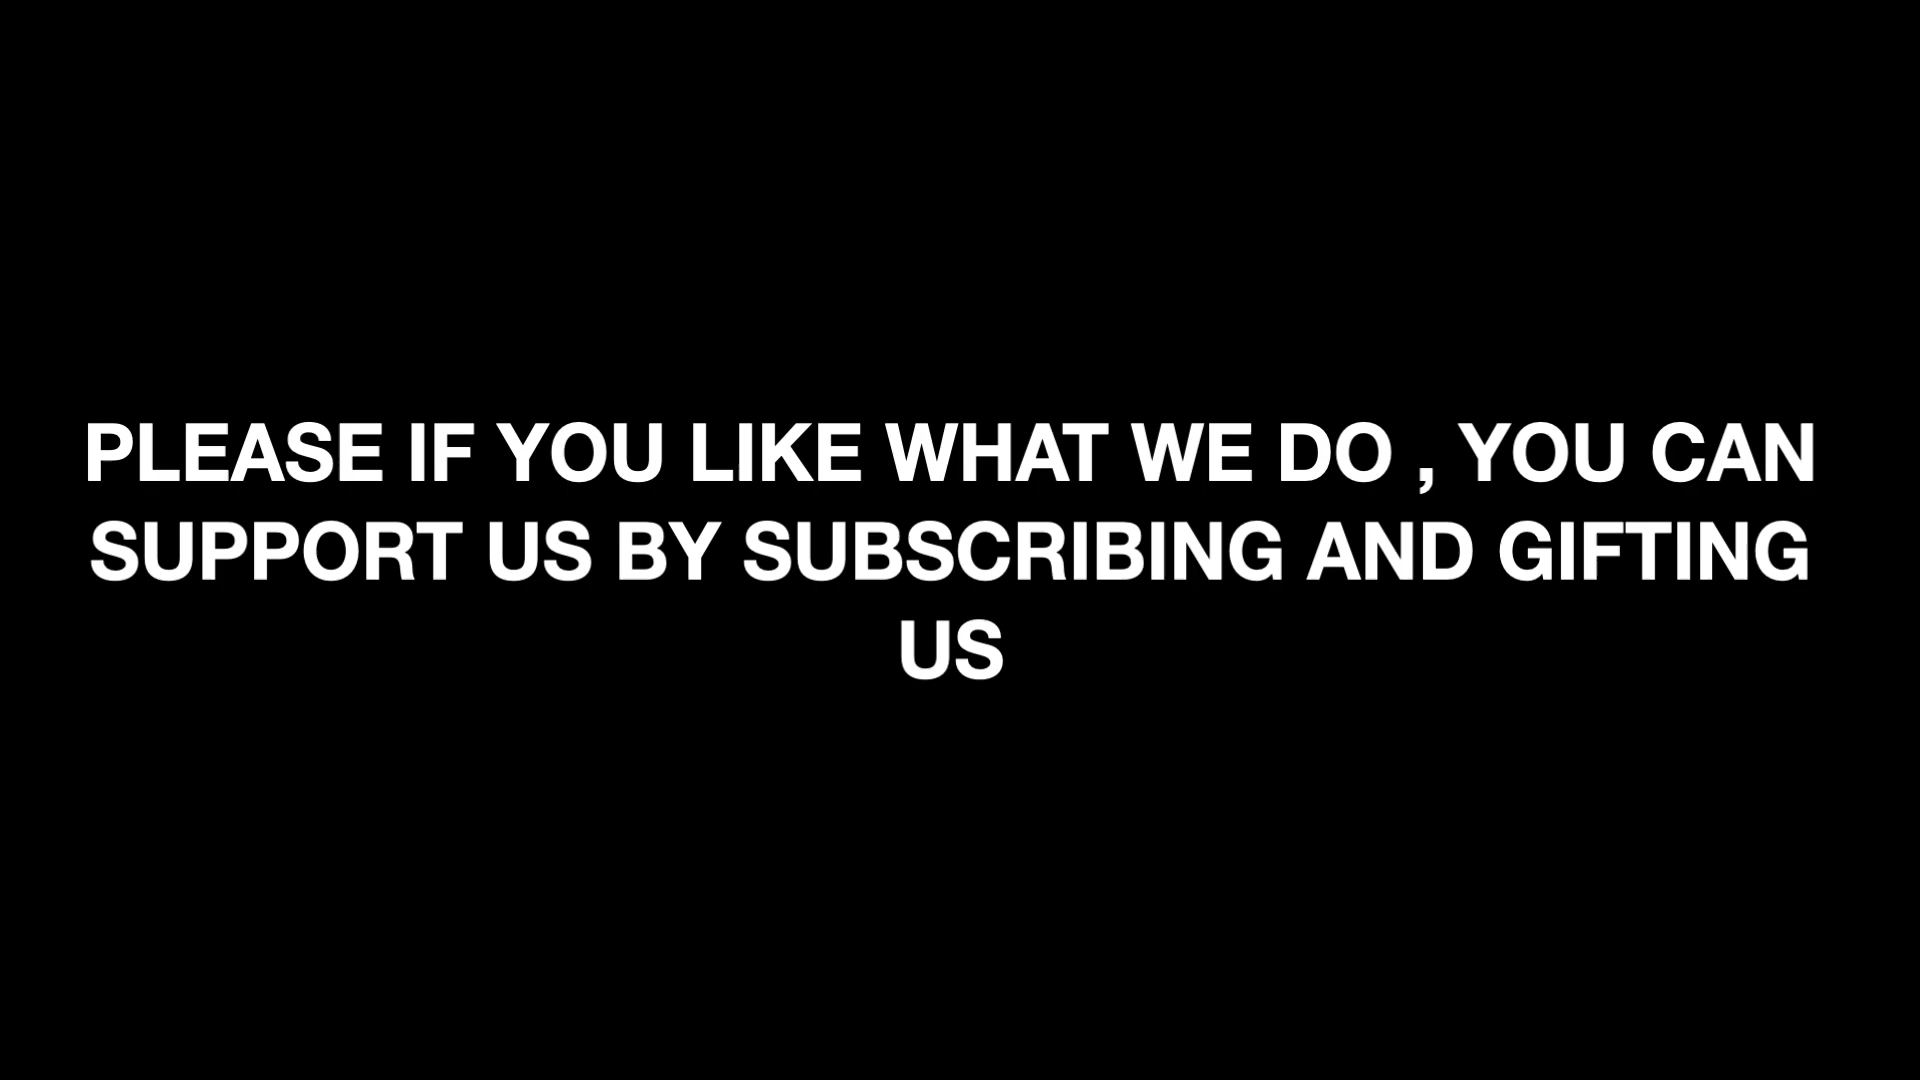 PLEASE IF YOU LIKE WHAT WE DO , YOU CAN
SUPPORT US BY SUBSCRIBING AND GIFTING
US